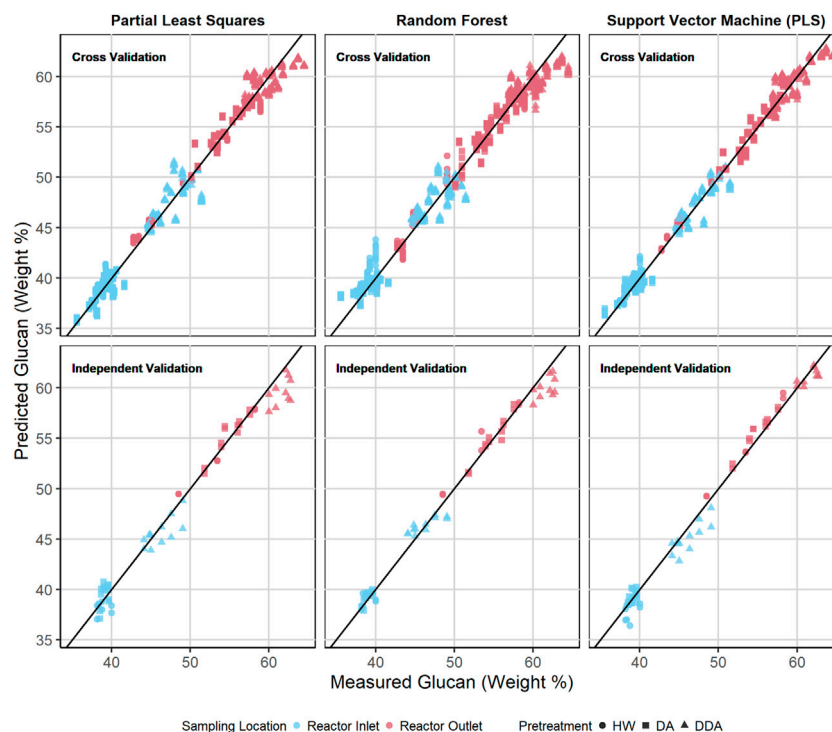 Partial Least Squares
Random Forest
Support Vector Machine (PLS)
Cross Validation
Cross Validation
Cross Validation
60
55
50
45
40
35
Independent Validation
Independent Validation
Independent Validation
60
55
50
45
40
35
Predicted Glucan (Weight %)
40 50 60 40 50 60 40 50 60
Measured Glucan (Weight %)
Sampling Location Reactor Inlet Reactor Outlet Pretreatment HW DA DDA